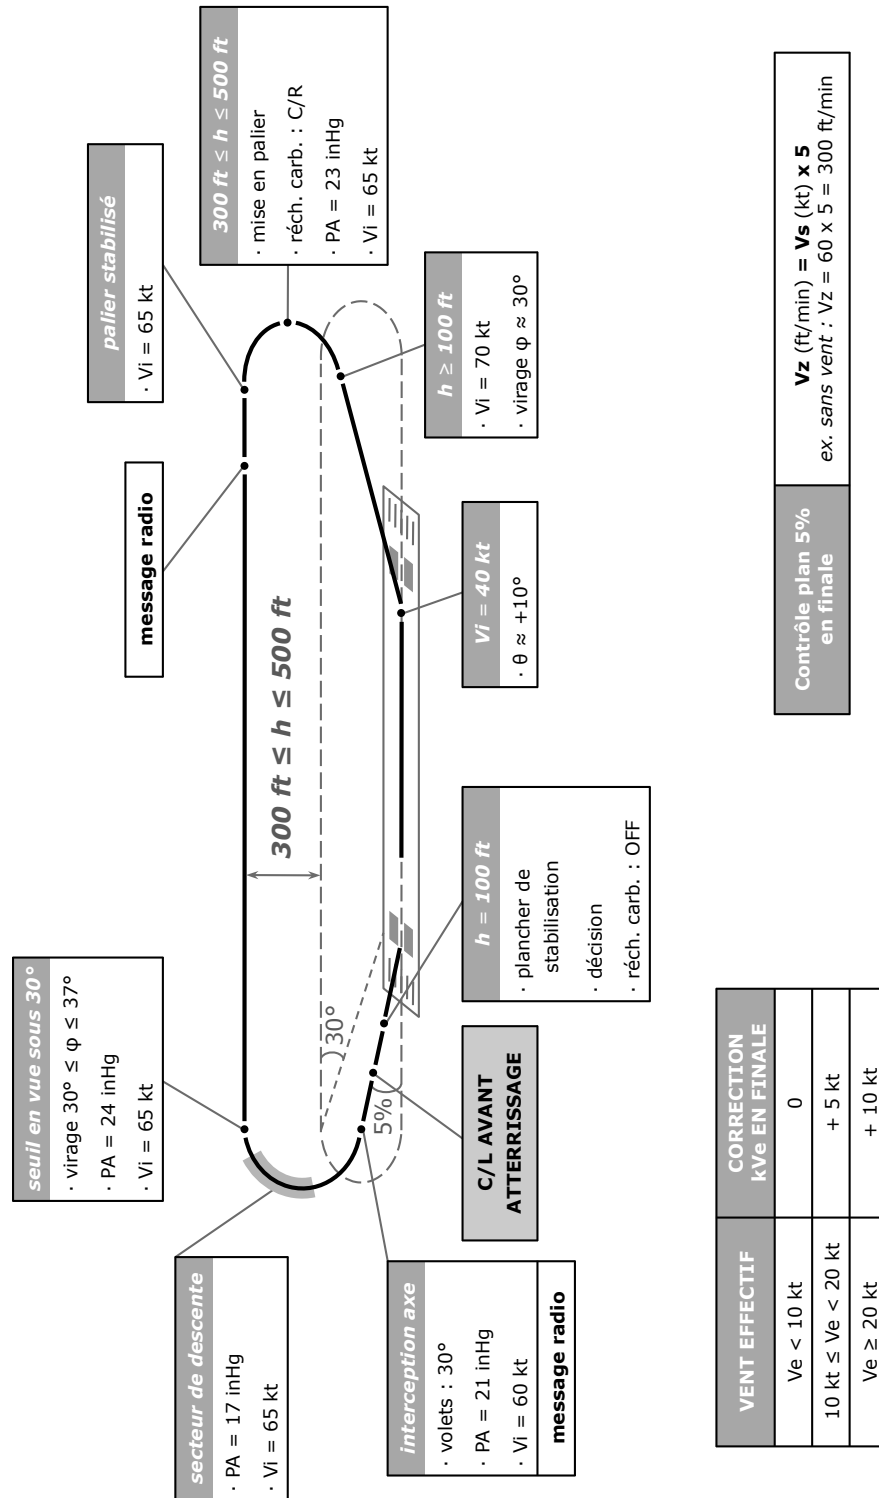 seuil en vue sous 30°
· virage 30° ≤ φ ≤ 37°
· PA = 24 inHg
· Vi = 65 kt
message radio
palier stabilisé
· Vi = 65 kt
300 ft ≤ h ≤ 500 ft
· mise en palier
· réch. carb. : C/R
· PA = 23 inHg
· Vi = 65 kt
secteur de descente
· PA = 17 inHg
· Vi = 65 kt
300 ft ≤ h ≤ 500 ft
30°
5%
interception axe
· volets : 30°
· PA = 21 inHg
· Vi = 60 kt
message radio
C/L AVANT
ATTERRISSAGE
h = 100 ft
· plancher de
stabilisation
· décision
· réch. carb. : OFF
Vi = 40 kt
· θ ≈ +10°
h ≥ 100 ft
· Vi = 70 kt
· virage φ ≈ 30°
VENT EFFECTIF
CORRECTION
kVe EN FINALE
Ve < 10 kt
0
10 kt ≤ Ve < 20 kt
+ 5 kt
Ve ≥ 20 kt
+ 10 kt
Contrôle plan 5%
en finale
Vz (ft/min) = Vs (kt) x 5
ex. sans vent : Vz = 60 x 5 = 300 ft/min